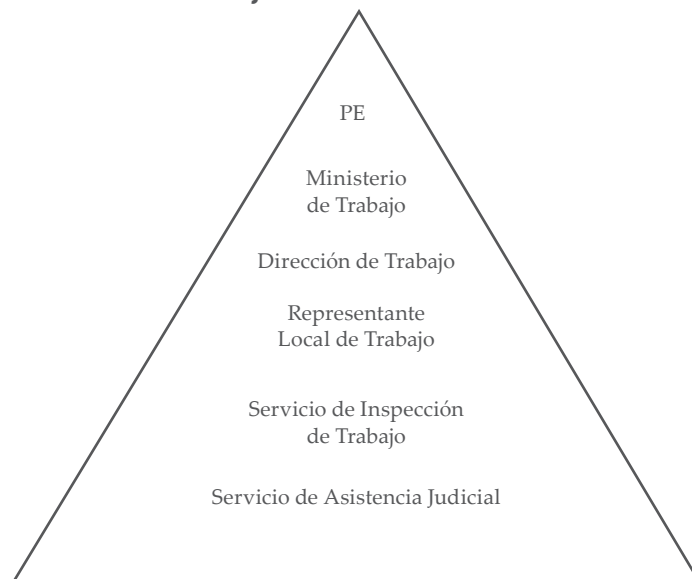 PE
Ministerio
de Trabajo
Dirección de Trabajo
Representante
Local de Trabajo
Servicio de Inspección
de Trabajo
Servicio de Asistencia Judicial